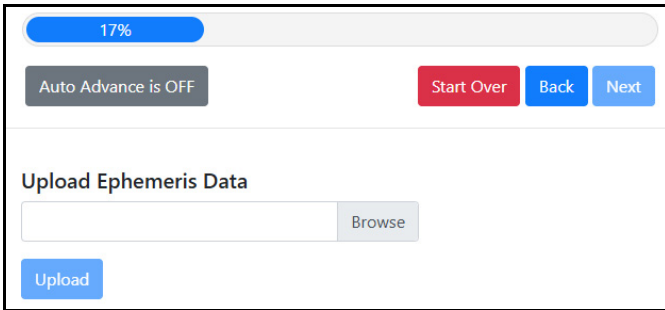 17%
Auto Advance is OFF Start Over Back Next
Upload Ephemeris Data
Browse
Upload